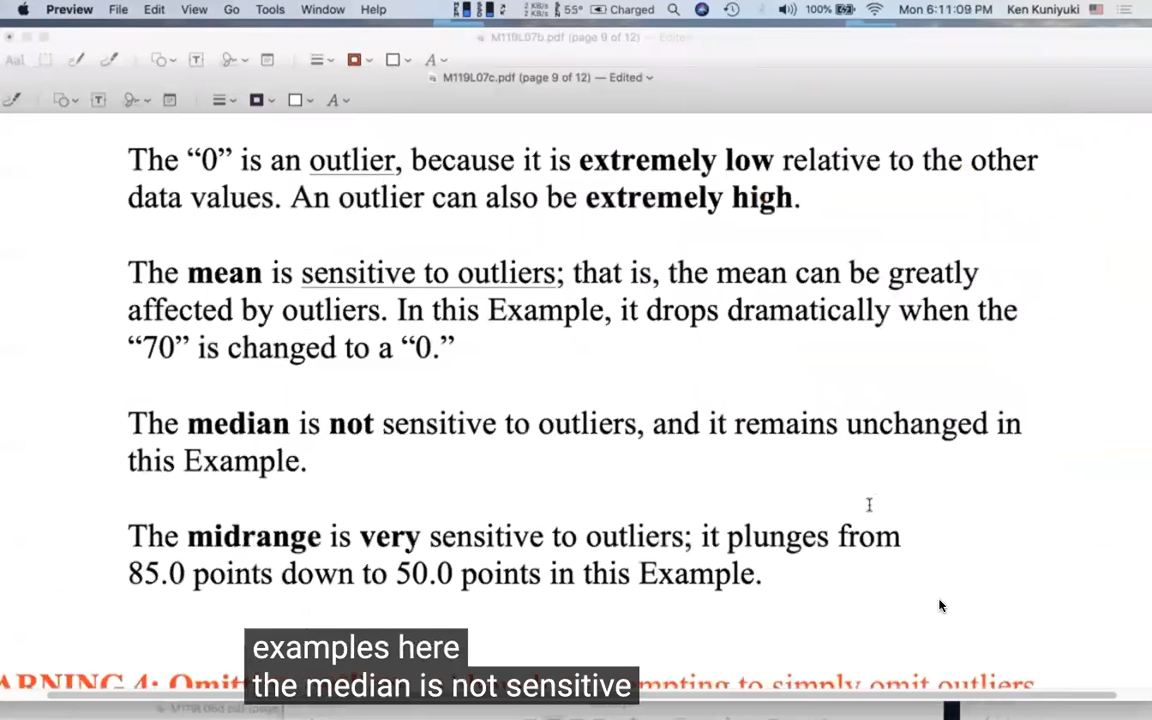 Preview File Edit View Go Tools Window Help 55° Charged 100% Mon 6:11:09 PM Ken Kuniyuki
M119L07b.pdf (page 9 of 12) — Edited
M119L07c.pdf (page 9 of 12) — Edited
The “0” is an outlier, because it is extremely low relative to the other
data values. An outlier can also be extremely high.
The mean is sensitive to outliers; that is, the mean can be greatly
affected by outliers. In this Example, it drops dramatically when the
“70” is changed to a “0.”
The median is not sensitive to outliers, and it remains unchanged in
this Example.
The midrange is very sensitive to outliers; it plunges from
85.0 points down to 50.0 points in this Example.
examples here
the median is not sensitive
to simply omit outliers